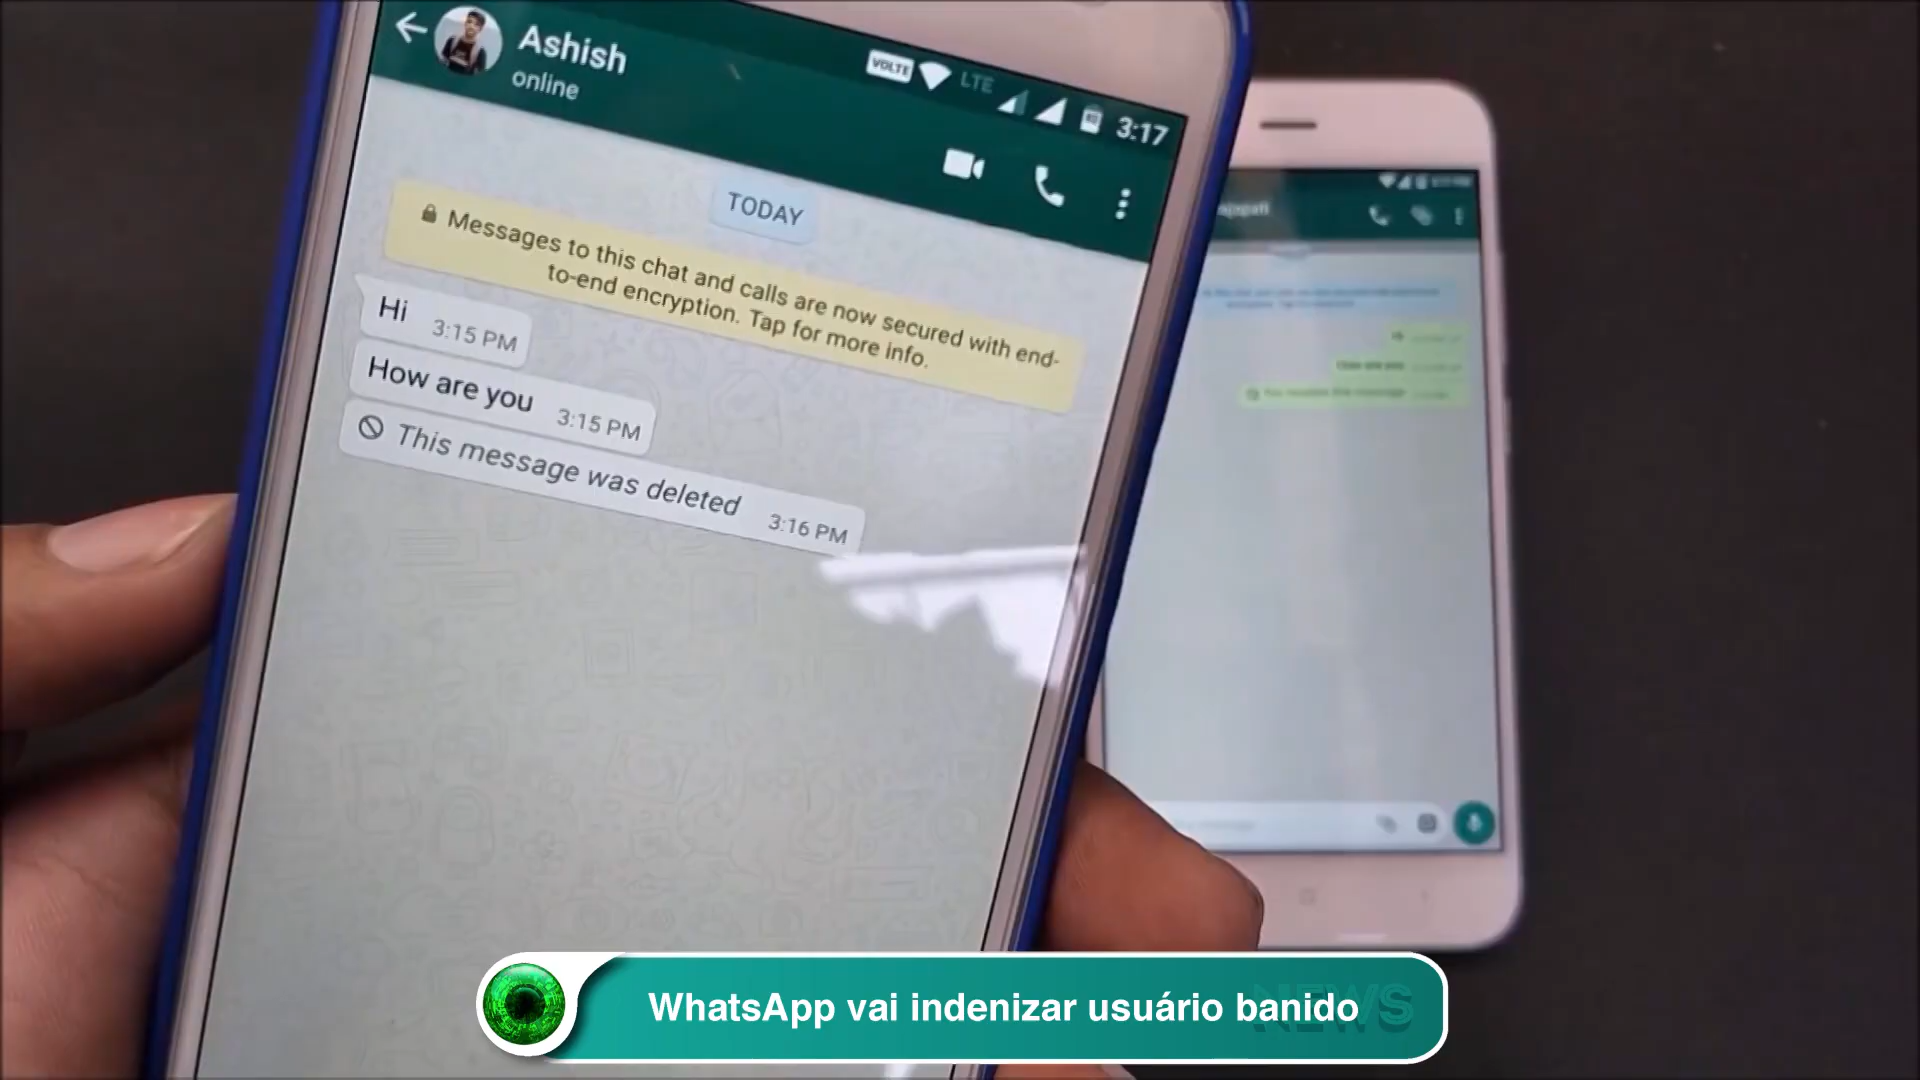 Ashish
online
VOLTE
LTE
3:17
TODAY
Messages to this chat and calls are now secured with end-
to-end encryption. Tap for more info.
Hi 3:15 PM
How are you 3:15 PM
This message was deleted 3:16 PM
WhatsApp vai indenizar usuário banido
NEWS